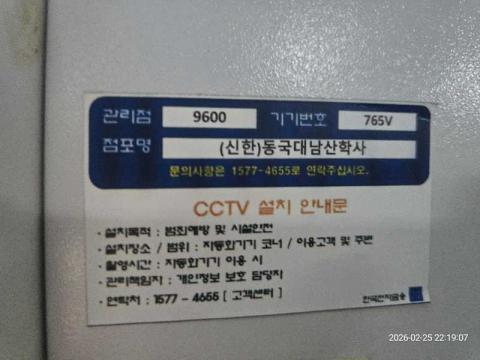 관리점 9600 기기번호 765V
점포명 (신한)동국대남산학사
문의사항은 1577-4655로 연락주십시오.
CCTV 설치 안내문
· 설치목적 : 범죄예방 및 시설안전
· 설치장소 / 범위 : 자동화기기 코너 / 이용고객 및 주변
· 촬영시간 : 자동화기기 이용 시
· 관리책임자 : 개인정보 보호 담당자
· 연락처 : 1577 - 4655 [ 고객센터 ]
한국전자금융
2026-02-25 22:19:07